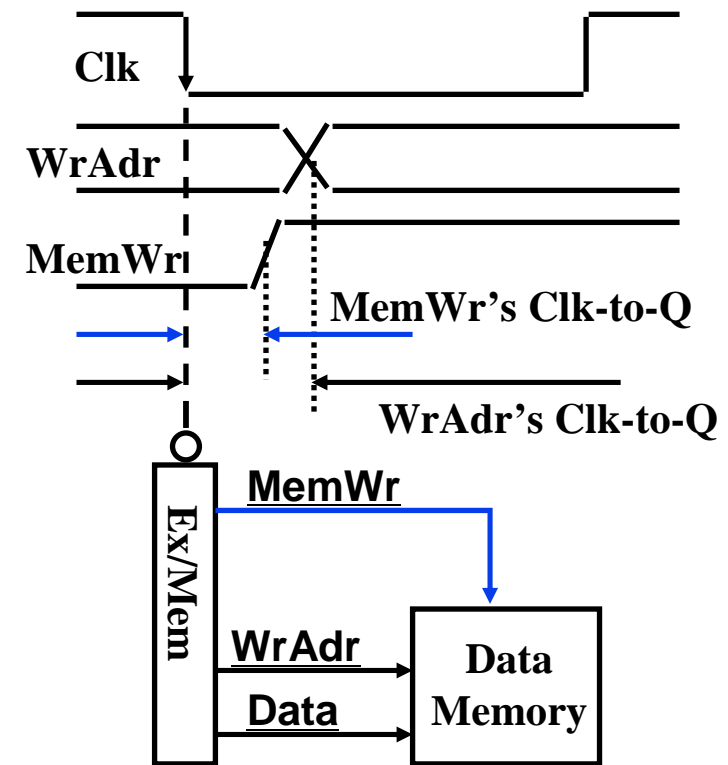 Clk
WrAdr
MemWr
MemWr's Clk-to-Q
WrAdr's Clk-to-Q
Ex/Mem
MemWr
WrAdr
Data
Data
Memory